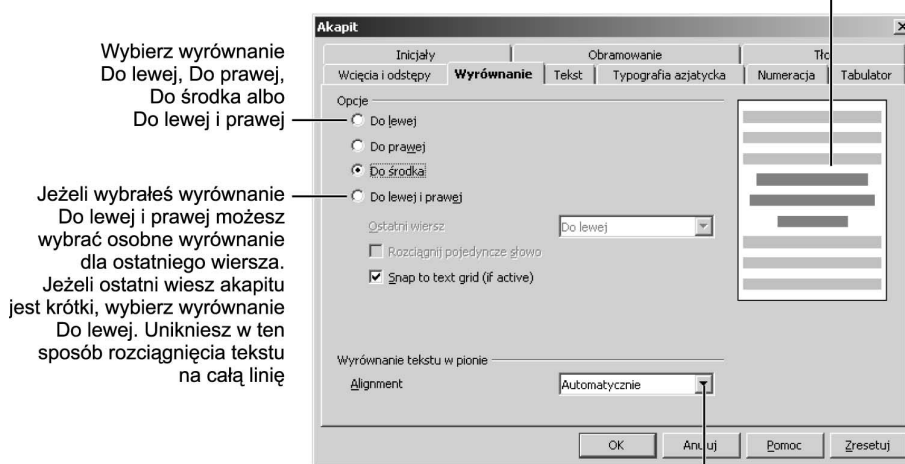 Akapit
Inicjały Obramowanie Tło
Wcięcia i odstępy Wyrównanie Tekst Typografia azjatycka Numeracja Tabulator
Wybierz wyrównanie
Do lewej, Do prawej,
Do środka albo
Do lewej i prawej
Jeżeli wybrałeś wyrównanie
Do lewej i prawej możesz
wybrać osobne wyrównanie
dla ostatniego wiersza.
Jeżeli ostatni wiesz akapitu
jest krótki, wybierz wyrównanie
Do lewej. Unikniesz w ten
sposób rozciągnięcia tekstu
na całą linię
Opcje
Do lewej
Do prawej
Do środka
Do lewej i prawej
Ostatni wiersz Do lewej
Rozciągnij pojedyncze słowo
Snap to text grid (if active)
Wyrównanie tekstu w pionie
Alignment Automatycznie
OK Anuluj Pomoc Zresetuj